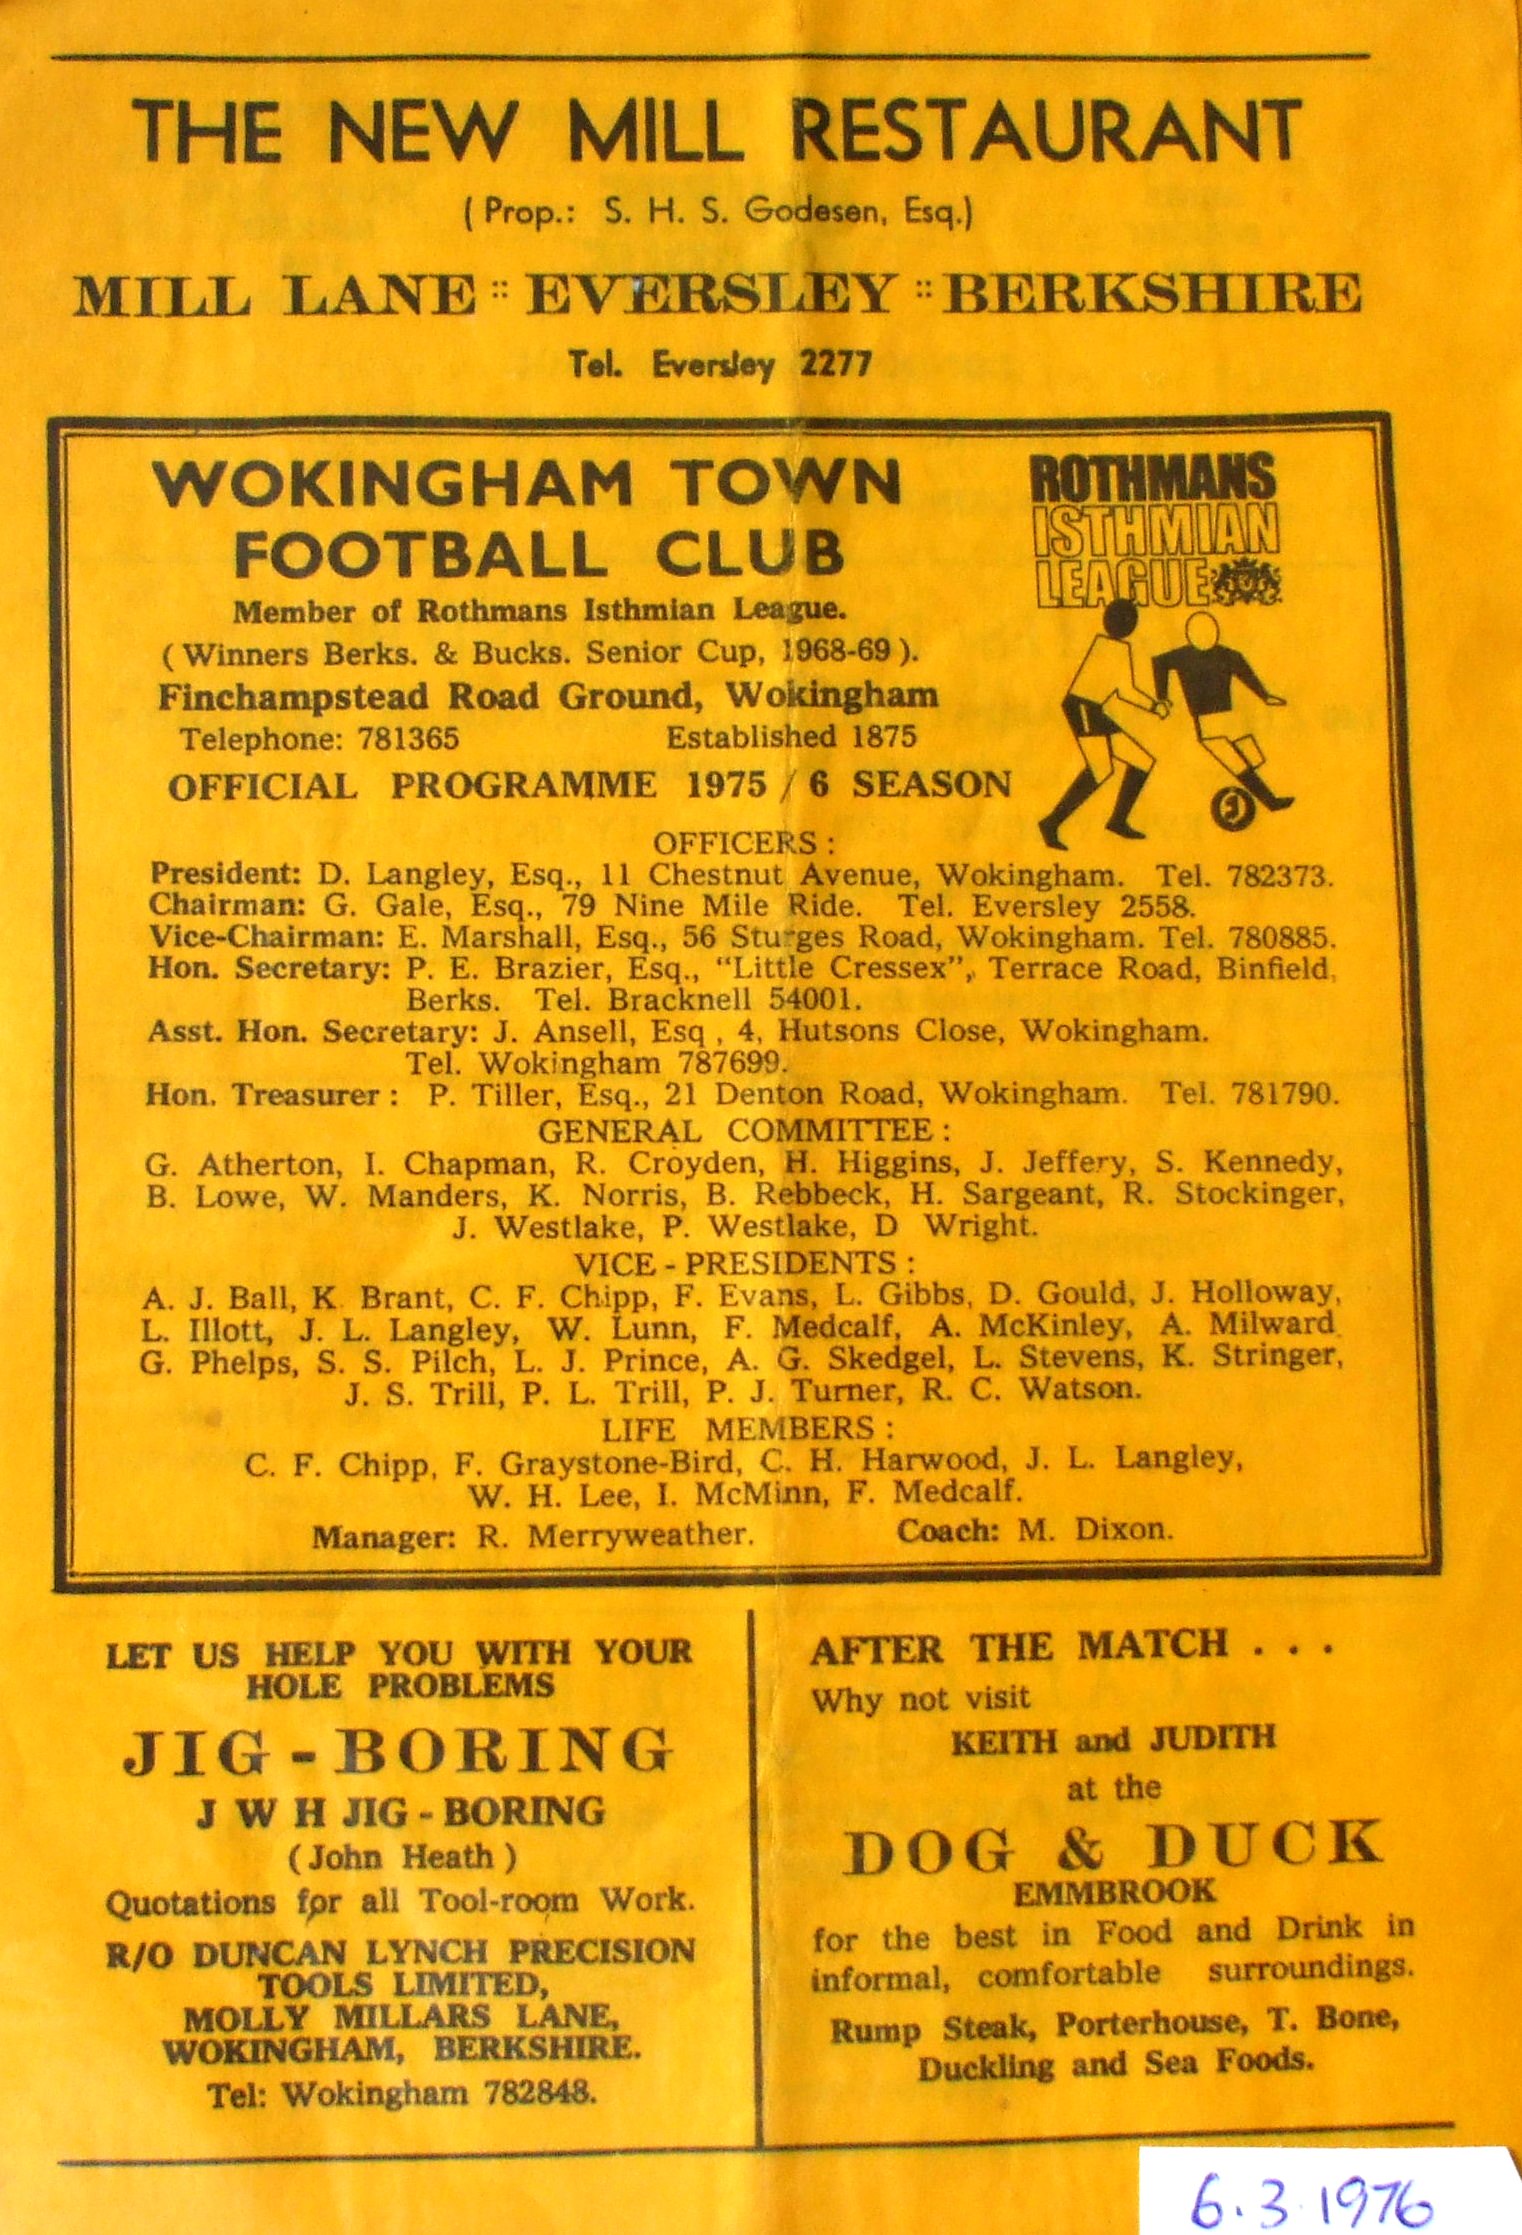 THE NEW MILL RESTAURANT
( Prop.: S. H. S. Godesen, Esq.)
MILL LANE :: EVERSLEY :: BERKSHIRE
Tel. Eversley 2277
WOKINGHAM TOWN
FOOTBALL CLUB
ROTHMANS
ISTHMIAN
LEAGUE
Member of Rothmans Isthmian League.
( Winners Berks. & Bucks. Senior Cup, 1968-69 ).
Finchampstead Road Ground, Wokingham
Telephone: 781365 Established 1875
OFFICIAL PROGRAMME 1975 / 6 SEASON
OFFICERS :
President: D. Langley, Esq., 11 Chestnut Avenue, Wokingham. Tel. 782373.
Chairman: G. Gale, Esq., 79 Nine Mile Ride. Tel. Eversley 2558.
Vice-Chairman: E. Marshall, Esq., 56 Sturges Road, Wokingham. Tel. 780885.
Hon. Secretary: P. E. Brazier, Esq., "Little Cressex", Terrace Road, Binfield,
Berks. Tel. Bracknell 54001.
Asst. Hon. Secretary: J. Ansell, Esq , 4, Hutsons Close, Wokingham.
Tel. Wokingham 787699.
Hon. Treasurer : P. Tiller, Esq., 21 Denton Road, Wokingham. Tel. 781790.
GENERAL COMMITTEE :
G. Atherton, I. Chapman, R. Croyden, H. Higgins, J. Jeffery, S. Kennedy,
B. Lowe, W. Manders, K. Norris, B. Rebbeck, H. Sargeant, R. Stockinger,
J. Westlake, P. Westlake, D Wright.
VICE - PRESIDENTS :
A. J. Ball, K Brant, C. F. Chipp, F. Evans, L. Gibbs, D. Gould, J. Holloway,
L. Illott, J. L. Langley, W. Lunn, F. Medcalf, A. McKinley, A. Milward
G. Phelps, S. S. Pilch, L. J. Prince, A. G. Skedgel, L. Stevens, K. Stringer,
J. S. Trill, P. L. Trill, P. J. Turner, R. C. Watson.
LIFE MEMBERS :
C. F. Chipp, F. Graystone-Bird, C. H. Harwood, J. L. Langley,
W. H. Lee, I. McMinn, F. Medcalf.
Manager: R. Merryweather. Coach: M. Dixon.
LET US HELP YOU WITH YOUR
HOLE PROBLEMS
JIG - BORING
J W H JIG - BORING
( John Heath )
Quotations for all Tool-room Work.
R/O DUNCAN LYNCH PRECISION
TOOLS LIMITED,
MOLLY MILLARS LANE,
WOKINGHAM, BERKSHIRE.
Tel: Wokingham 782848.
AFTER THE MATCH . . .
Why not visit
KEITH and JUDITH
at the
DOG & DUCK
EMMBROOK
for the best in Food and Drink in
informal, comfortable surroundings.
Rump Steak, Porterhouse, T. Bone,
Duckling and Sea Foods.
6.3.1976